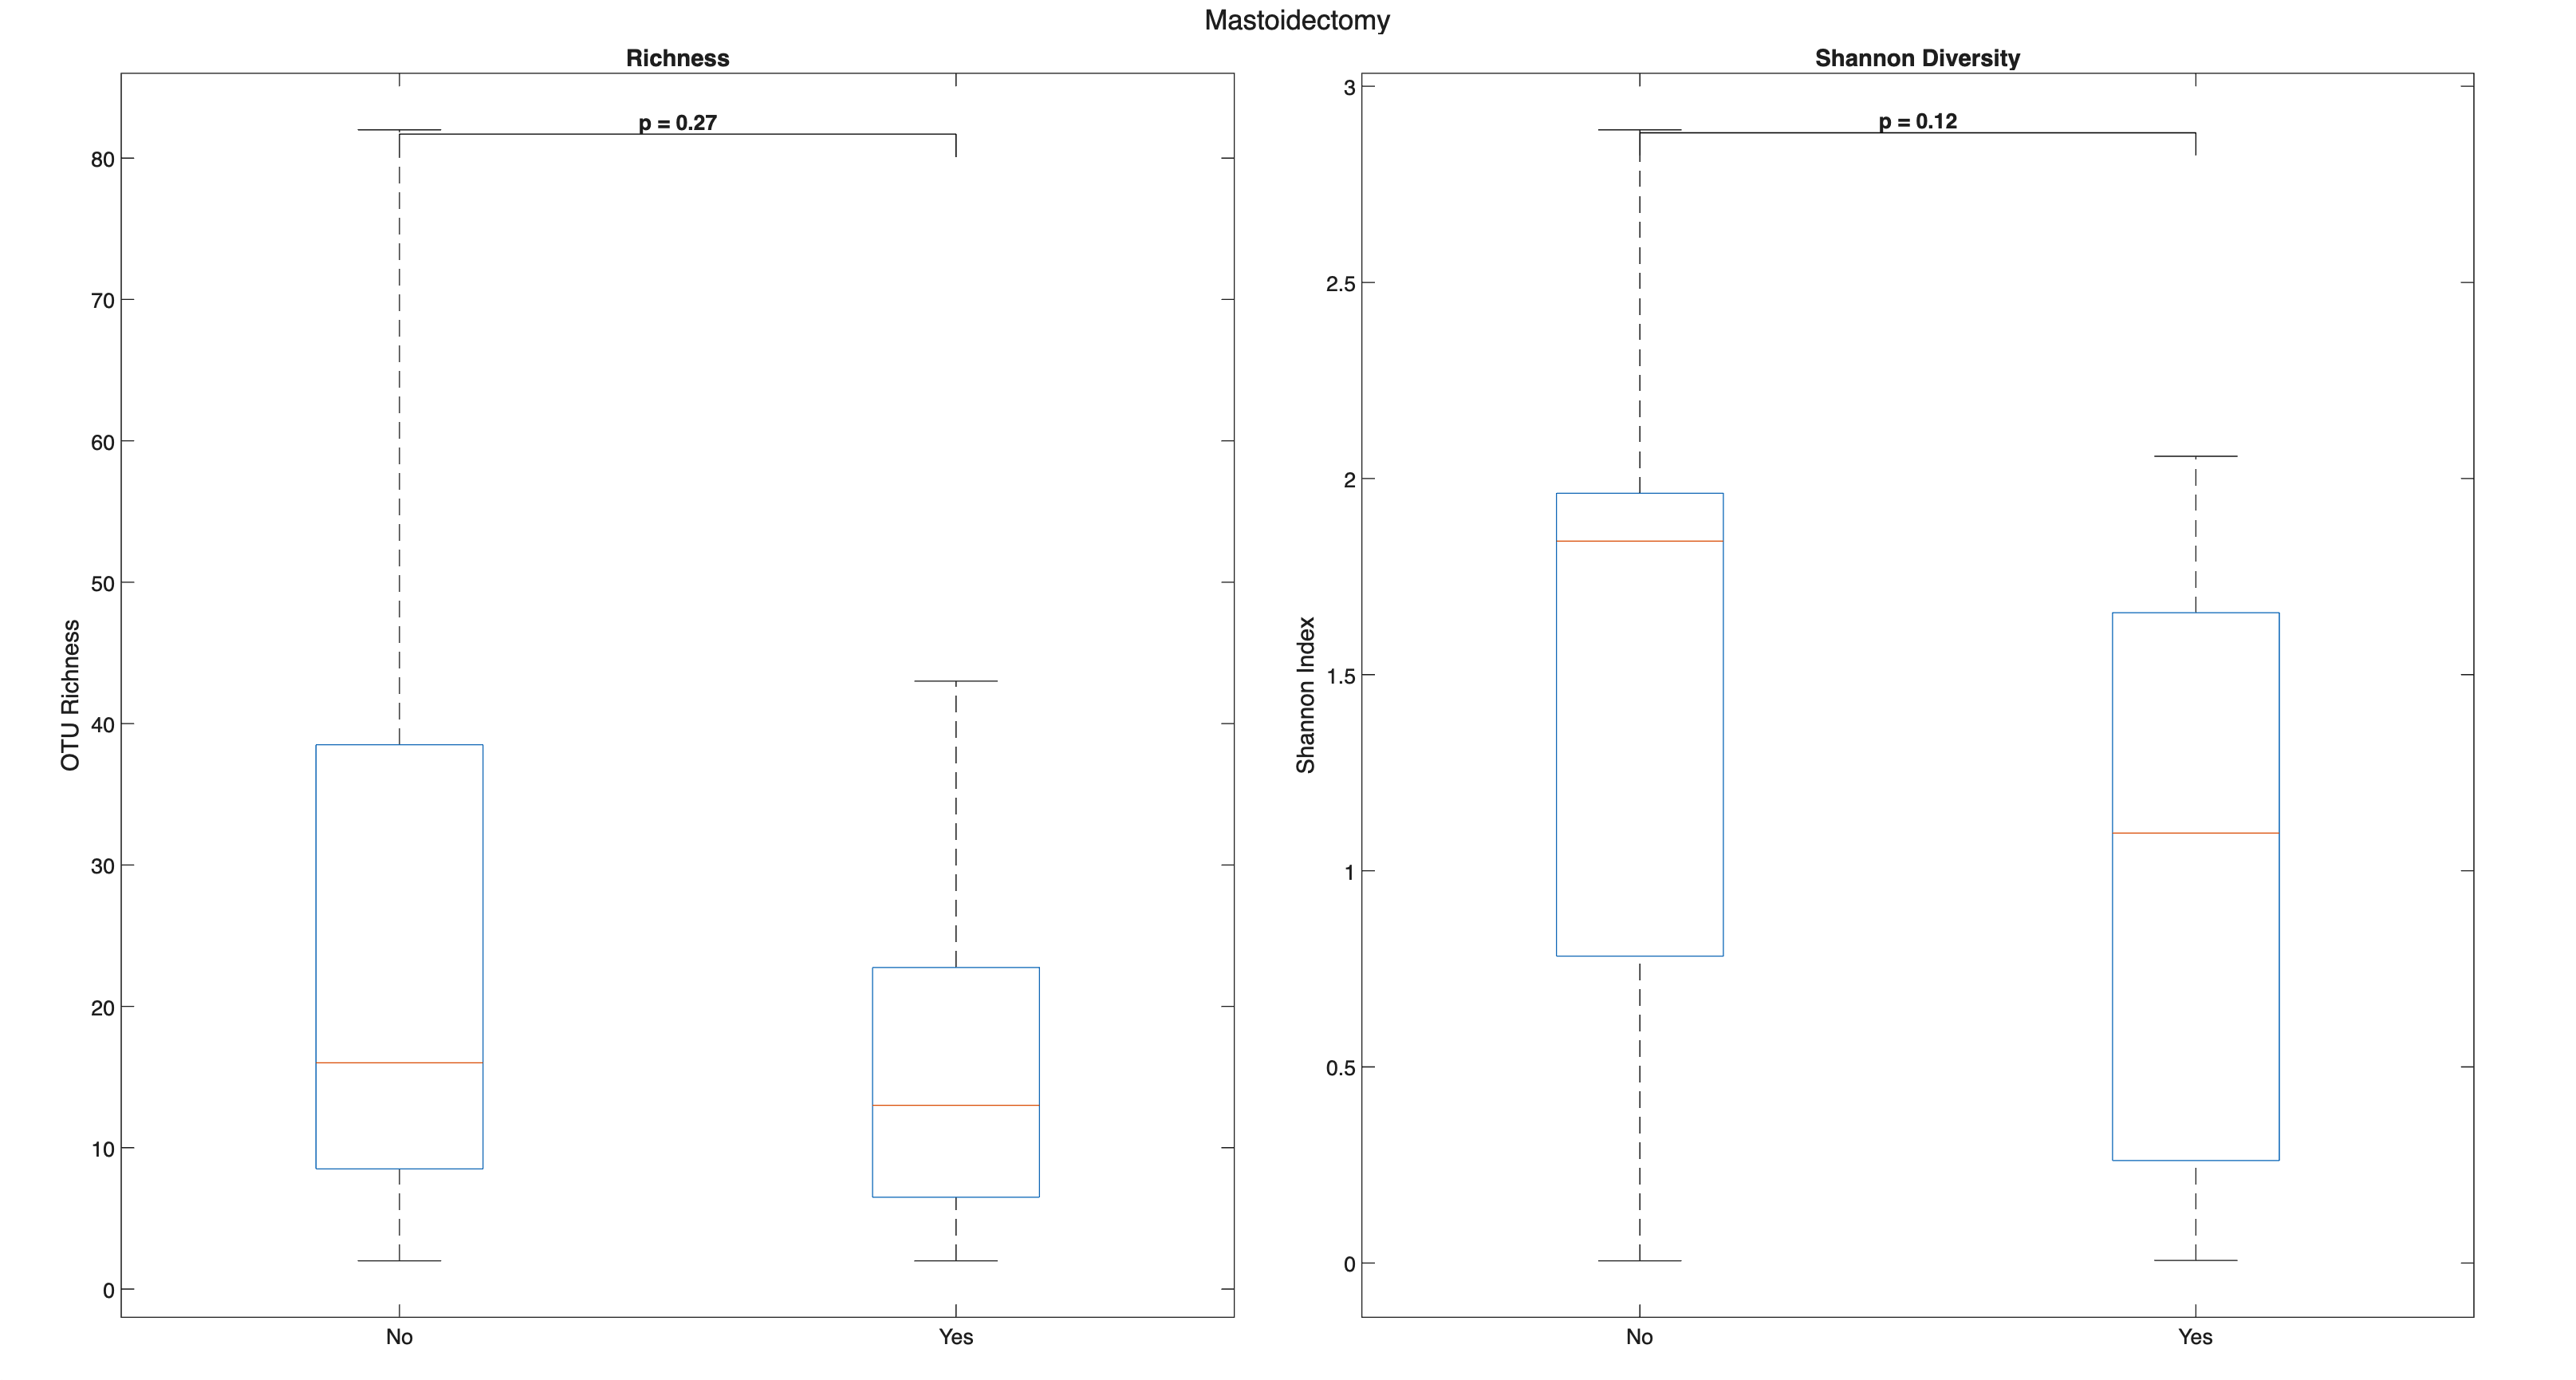 Mastoidectomy
Richness
p = 0.27
80
70
60
50
40
30
20
10
0
OTU Richness
No
Yes
Shannon Diversity
p = 0.12
3
2.5
2
1.5
1
0.5
0
Shannon Index
No
Yes